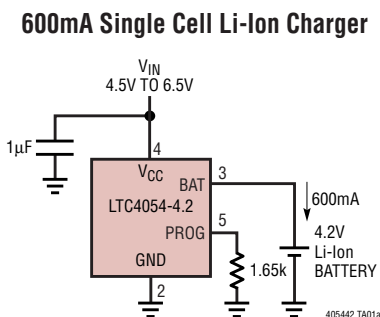 600mA Single Cell Li-Ion Charger
VIN
4.5V TO 6.5V
1µF
4
VCC
BAT
3
600mA
LTC4054-4.2
5
PROG
4.2V
Li-Ion
BATTERY
GND
1.65k
2
405442 TA01a